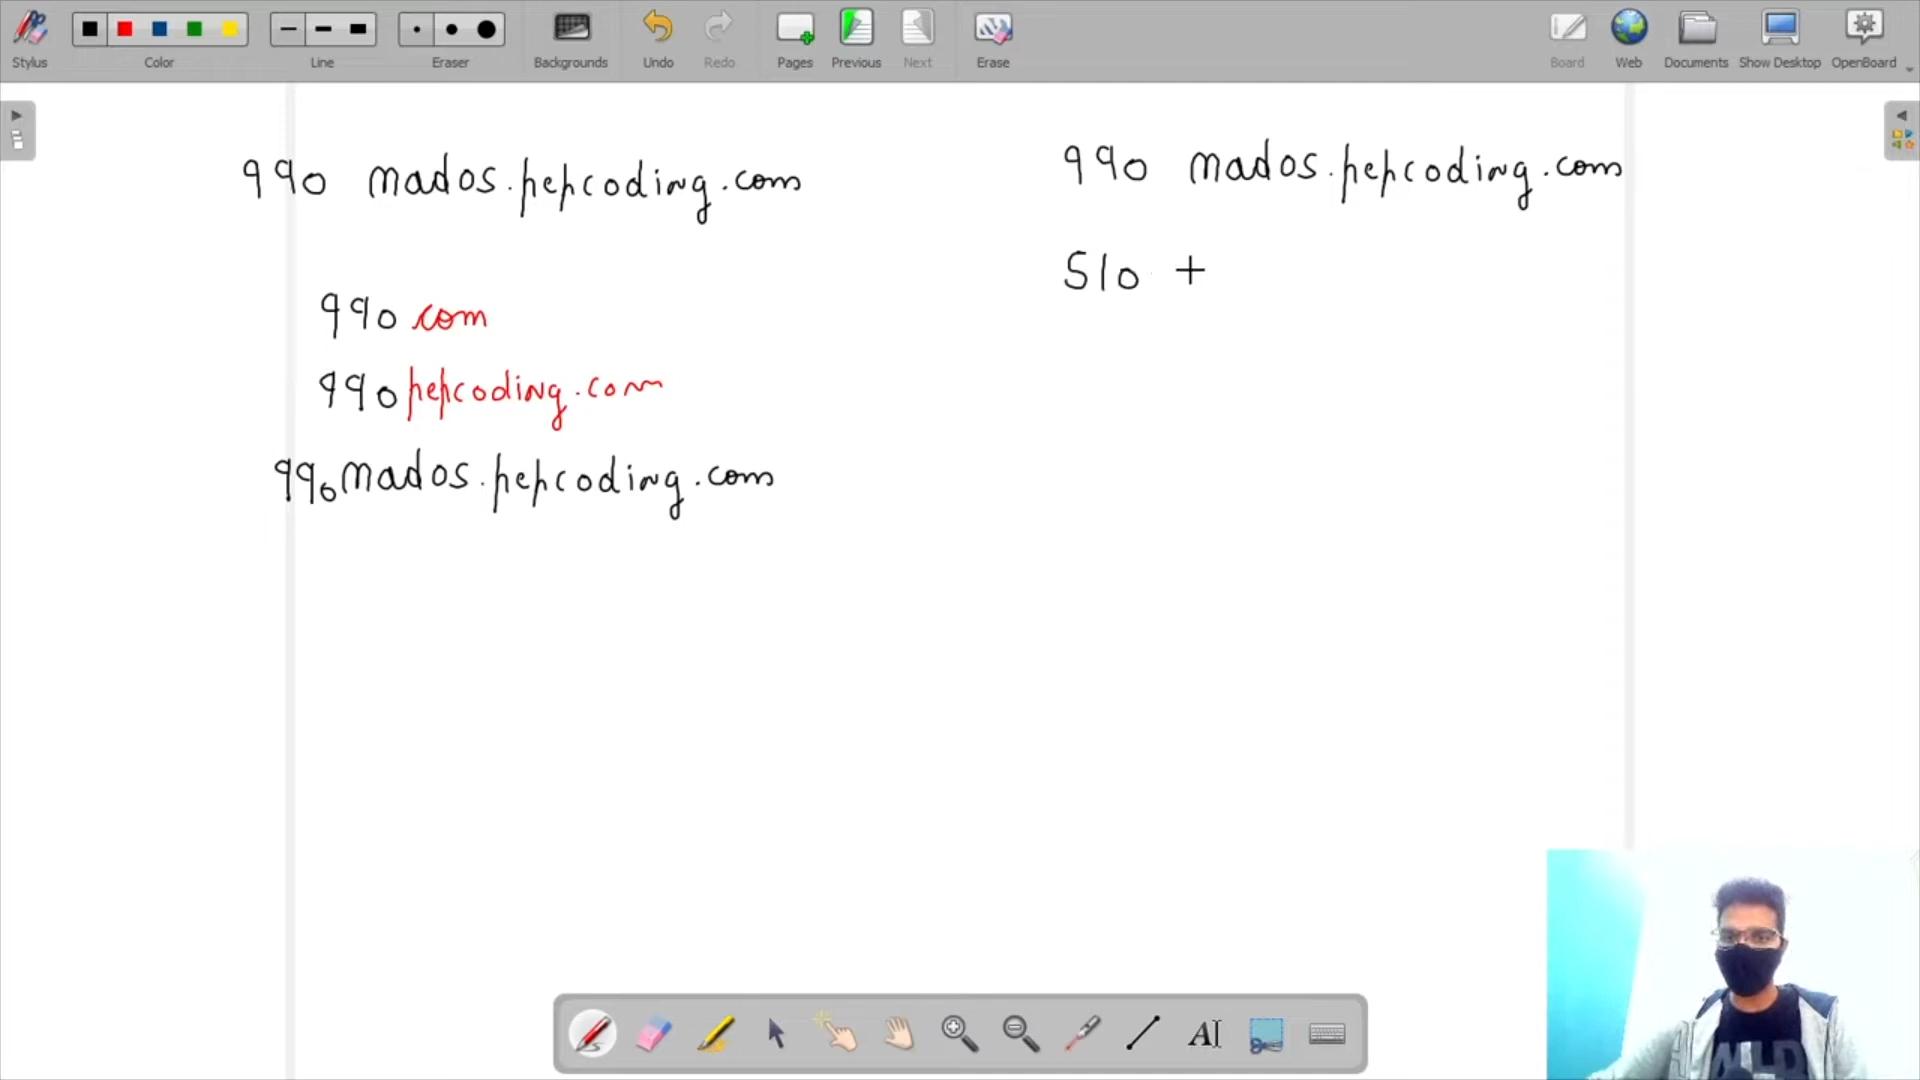 Stylus Color Line Eraser Backgrounds Undo Redo Pages Previous Next Erase Board Web Documents Show Desktop OpenBoard
990 mados.pepcoding.com
990 com
990 pepcoding.com
990 mados.pepcoding.com
990 mados.pepcoding.com
510 +
AI